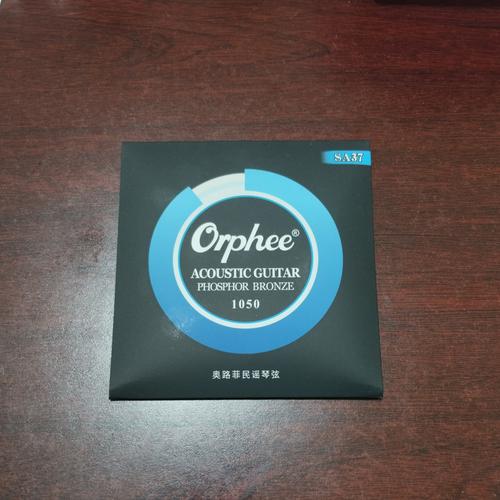 SA37
Orphee®
ACOUSTIC GUITAR
PHOSPHOR BRONZE
1050
奥路菲民谣琴弦